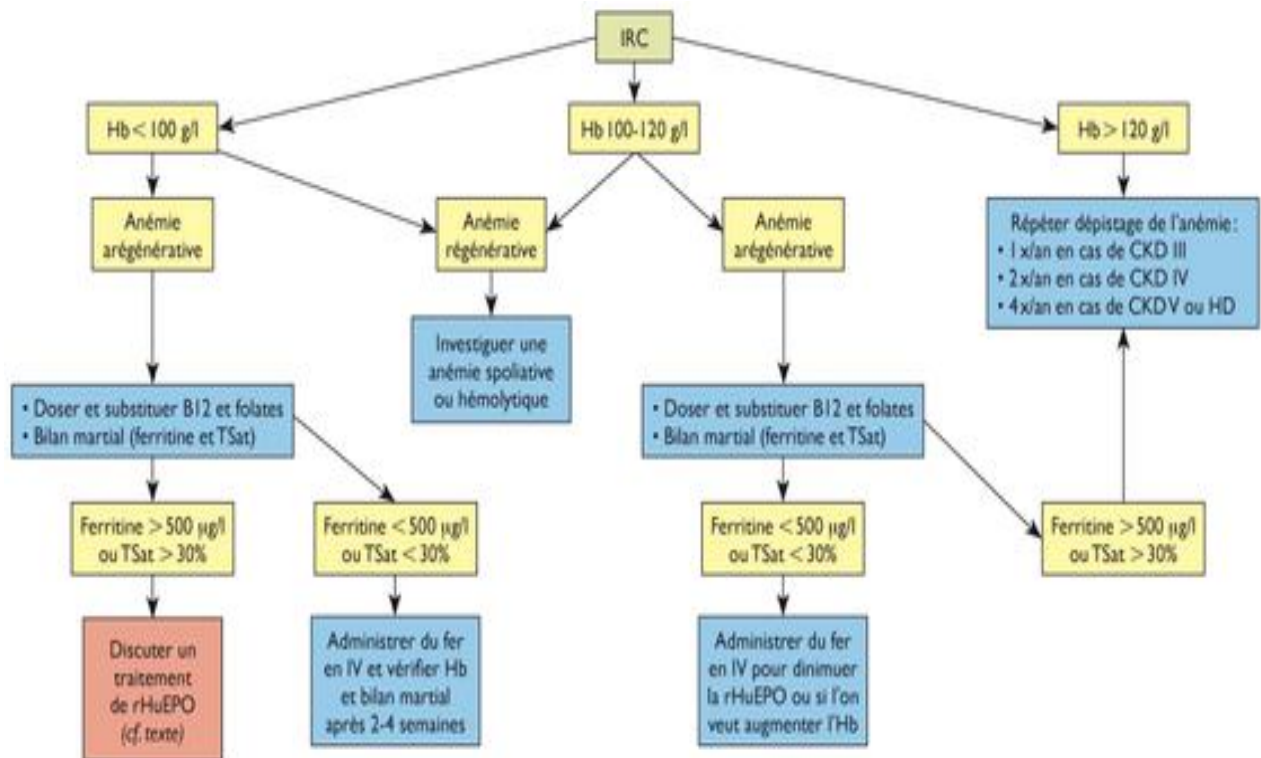 IRC
Hb < 100 g/l
Hb 100-120 g/l
Hb > 120 g/l
Anémie
arégénérative
Anémie
régénérative
Anémie
arégénérative
Répéter dépistage de l'anémie :
• 1 x/an en cas de CKD III
• 2 x/an en cas de CKD IV
• 4 x/an en cas de CKD V ou HD
Investiguer une
anémie spoliative
ou hémolytique
• Doser et substituer B12 et folates
• Bilan martial (ferritine et TSat)
• Doser et substituer B12 et folates
• Bilan martial (ferritine et TSat)
Ferritine > 500 µg/l
ou TSat > 30%
Ferritine < 500 µg/l
ou TSat < 30%
Ferritine < 500 µg/l
ou TSat < 30%
Ferritine > 500 µg/l
ou TSat > 30%
Discuter un
traitement
de rHuEPO
(cf. texte)
Administrer du fer
en IV et vérifier Hb
et bilan martial
après 2-4 semaines
Administrer du fer
en IV pour dinimuer
la rHuEPO ou si l'on
veut augmenter l'Hb